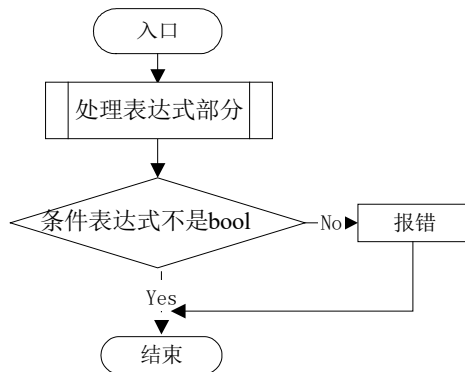 入口
处理表达式部分
条件表达式不是bool
No
报错
Yes
结束